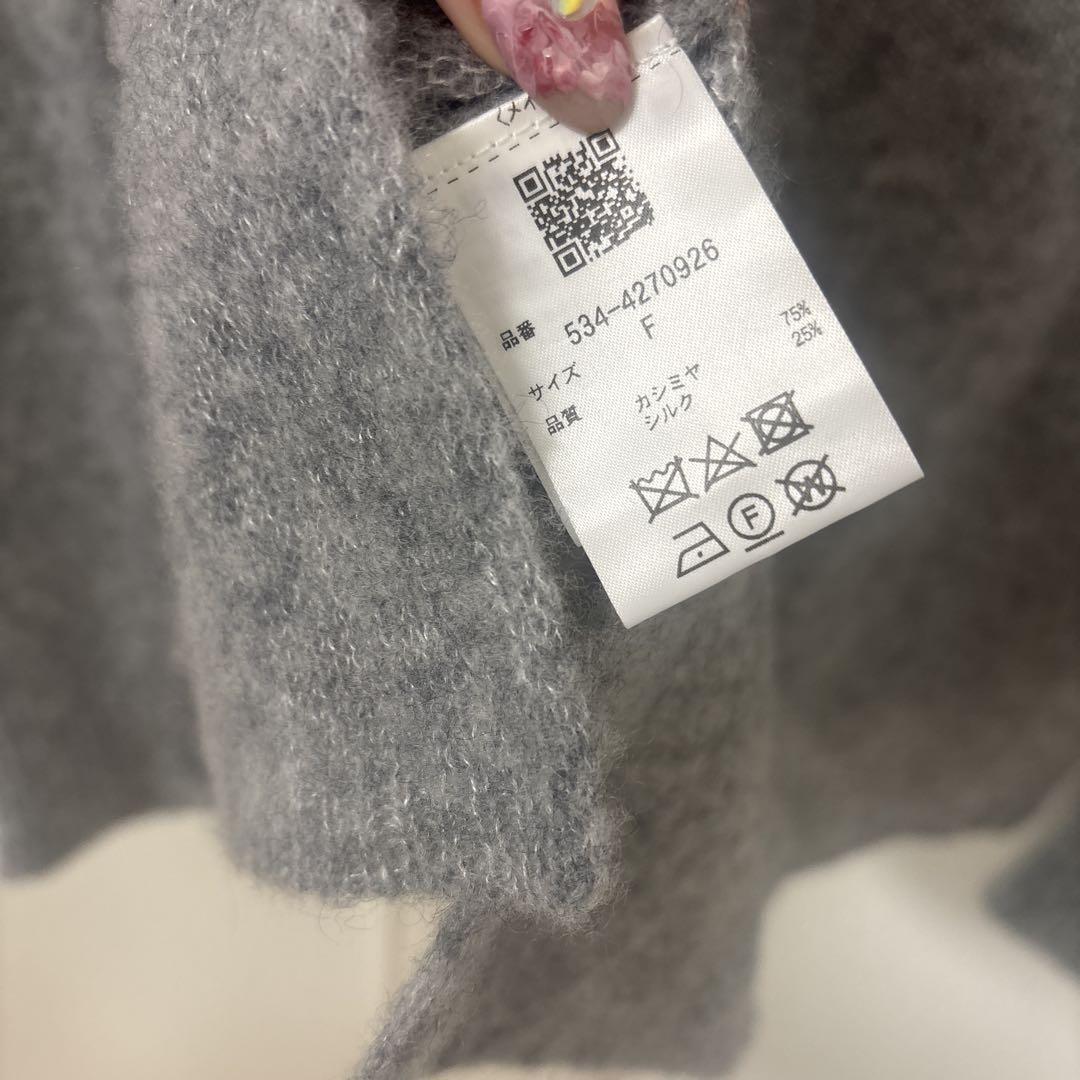 品番 534-4270926
サイズ F
品質 カシミヤ 75%
シルク 25%
F
W